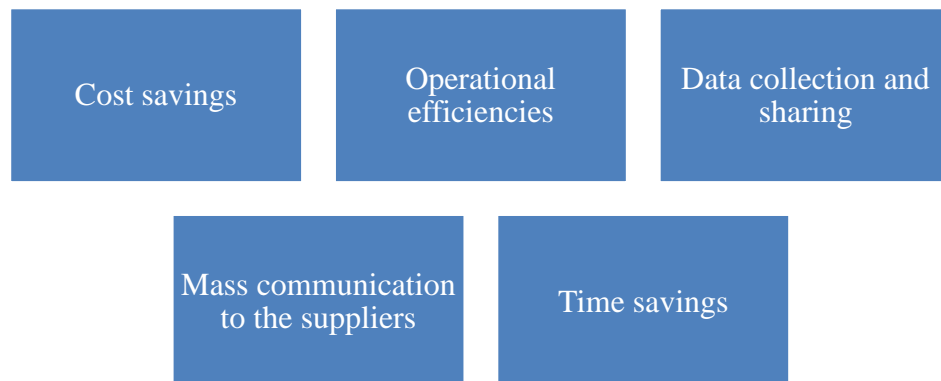 Cost savings
Operational
efficiencies
Data collection and
sharing
Mass communication
to the suppliers
Time savings